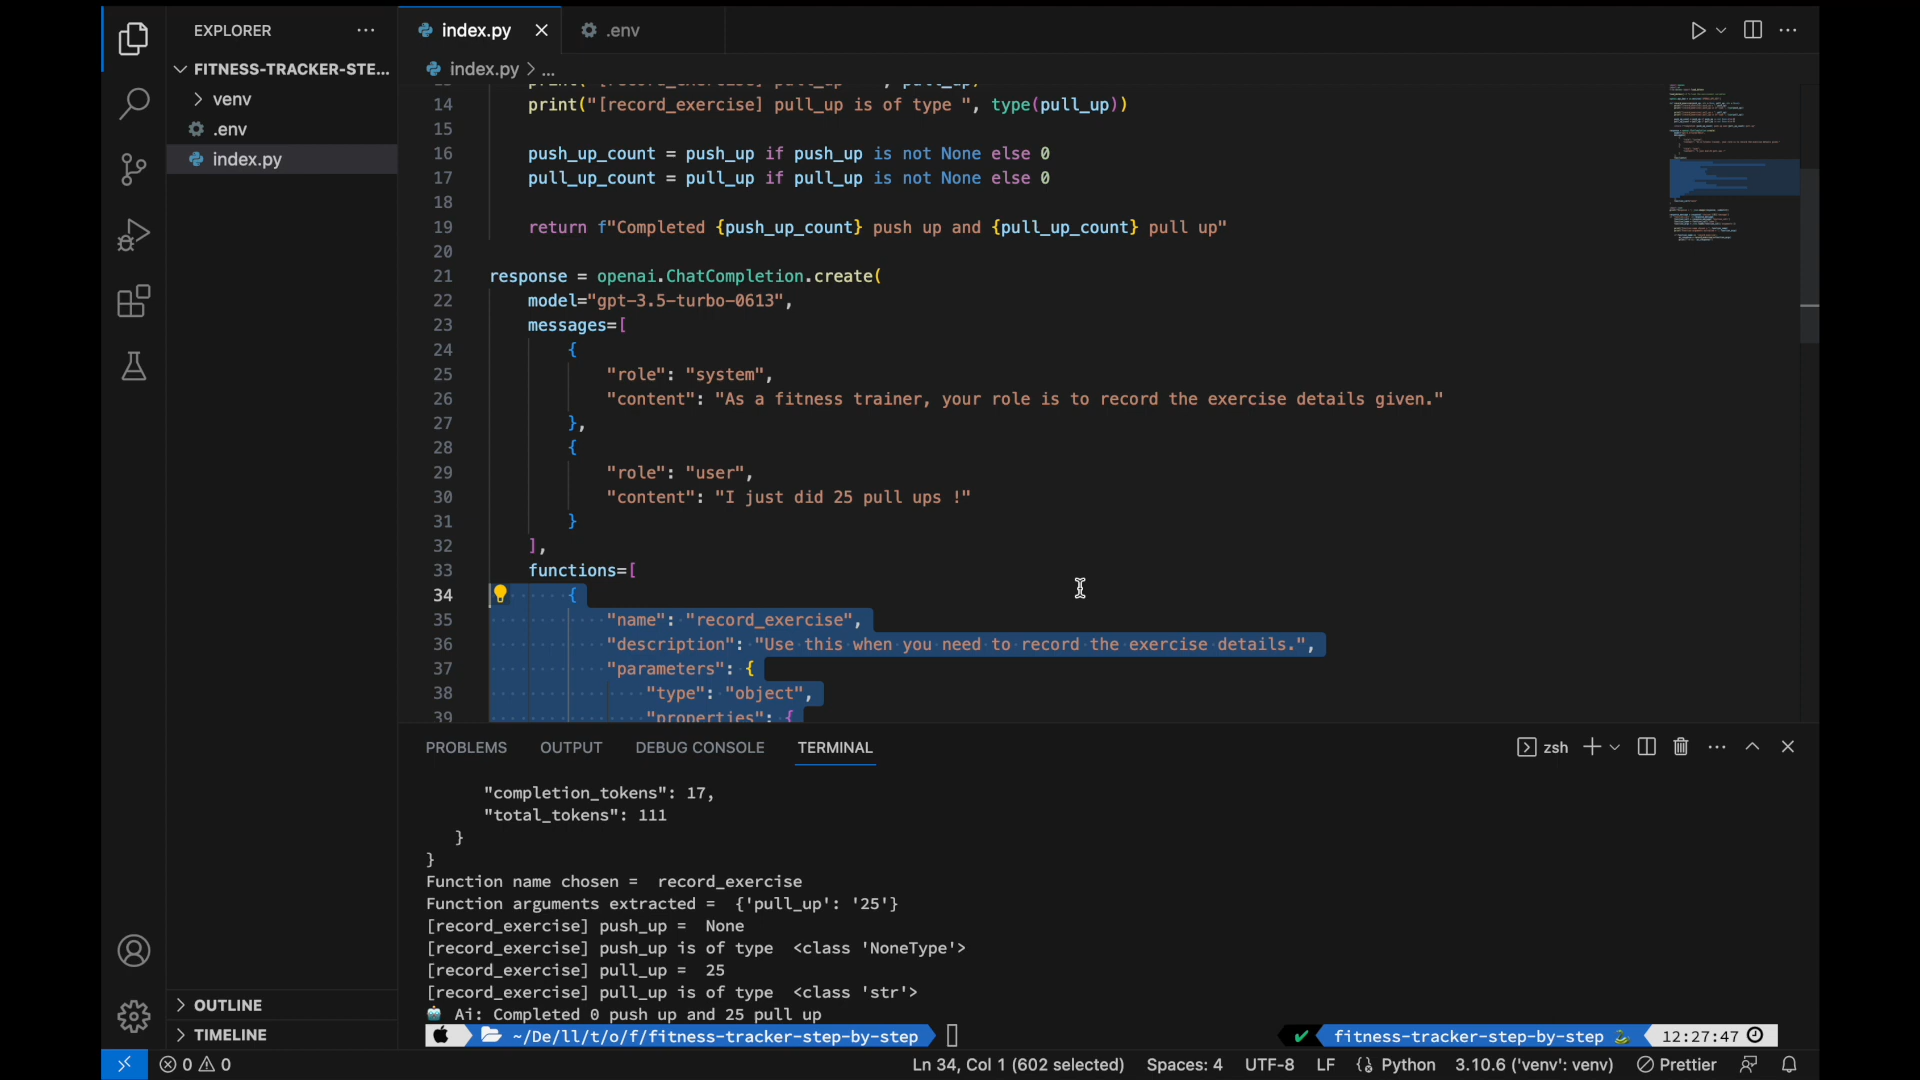 EXPLORER
FITNESS-TRACKER-STE...
venv
.env
index.py
OUTLINE
TIMELINE
index.py
.env
index.py > ...
14 print("[record_exercise] pull_up is of type ", type(pull_up))
15
16 push_up_count = push_up if push_up is not None else 0
17 pull_up_count = pull_up if pull_up is not None else 0
18
19 return f"Completed {push_up_count} push up and {pull_up_count} pull up"
20
21 response = openai.ChatCompletion.create(
22 model="gpt-3.5-turbo-0613",
23 messages=[
24 {
25 "role": "system",
26 "content": "As a fitness trainer, your role is to record the exercise details given."
27 },
28 {
29 "role": "user",
30 "content": "I just did 25 pull ups !"
31 }
32 ],
33 functions=[
34 {
35 "name": "record_exercise",
36 "description": "Use this when you need to record the exercise details.",
37 "parameters": {
38 "type": "object",
39 "properties": {
PROBLEMS OUTPUT DEBUG CONSOLE TERMINAL
zsh
"completion_tokens": 17,
"total_tokens": 111
}
}
Function name chosen = record_exercise
Function arguments extracted = {'pull_up': '25'}
[record_exercise] push_up = None
[record_exercise] push_up is of type <class 'NoneType'>
[record_exercise] pull_up = 25
[record_exercise] pull_up is of type <class 'str'>
Ai: Completed 0 push up and 25 pull up
~/De/ll/t/o/f/fitness-tracker-step-by-step
fitness-tracker-step-by-step 12:27:47
0 0 Ln 34, Col 1 (602 selected) Spaces: 4 UTF-8 LF Python 3.10.6 ('venv': venv) Prettier